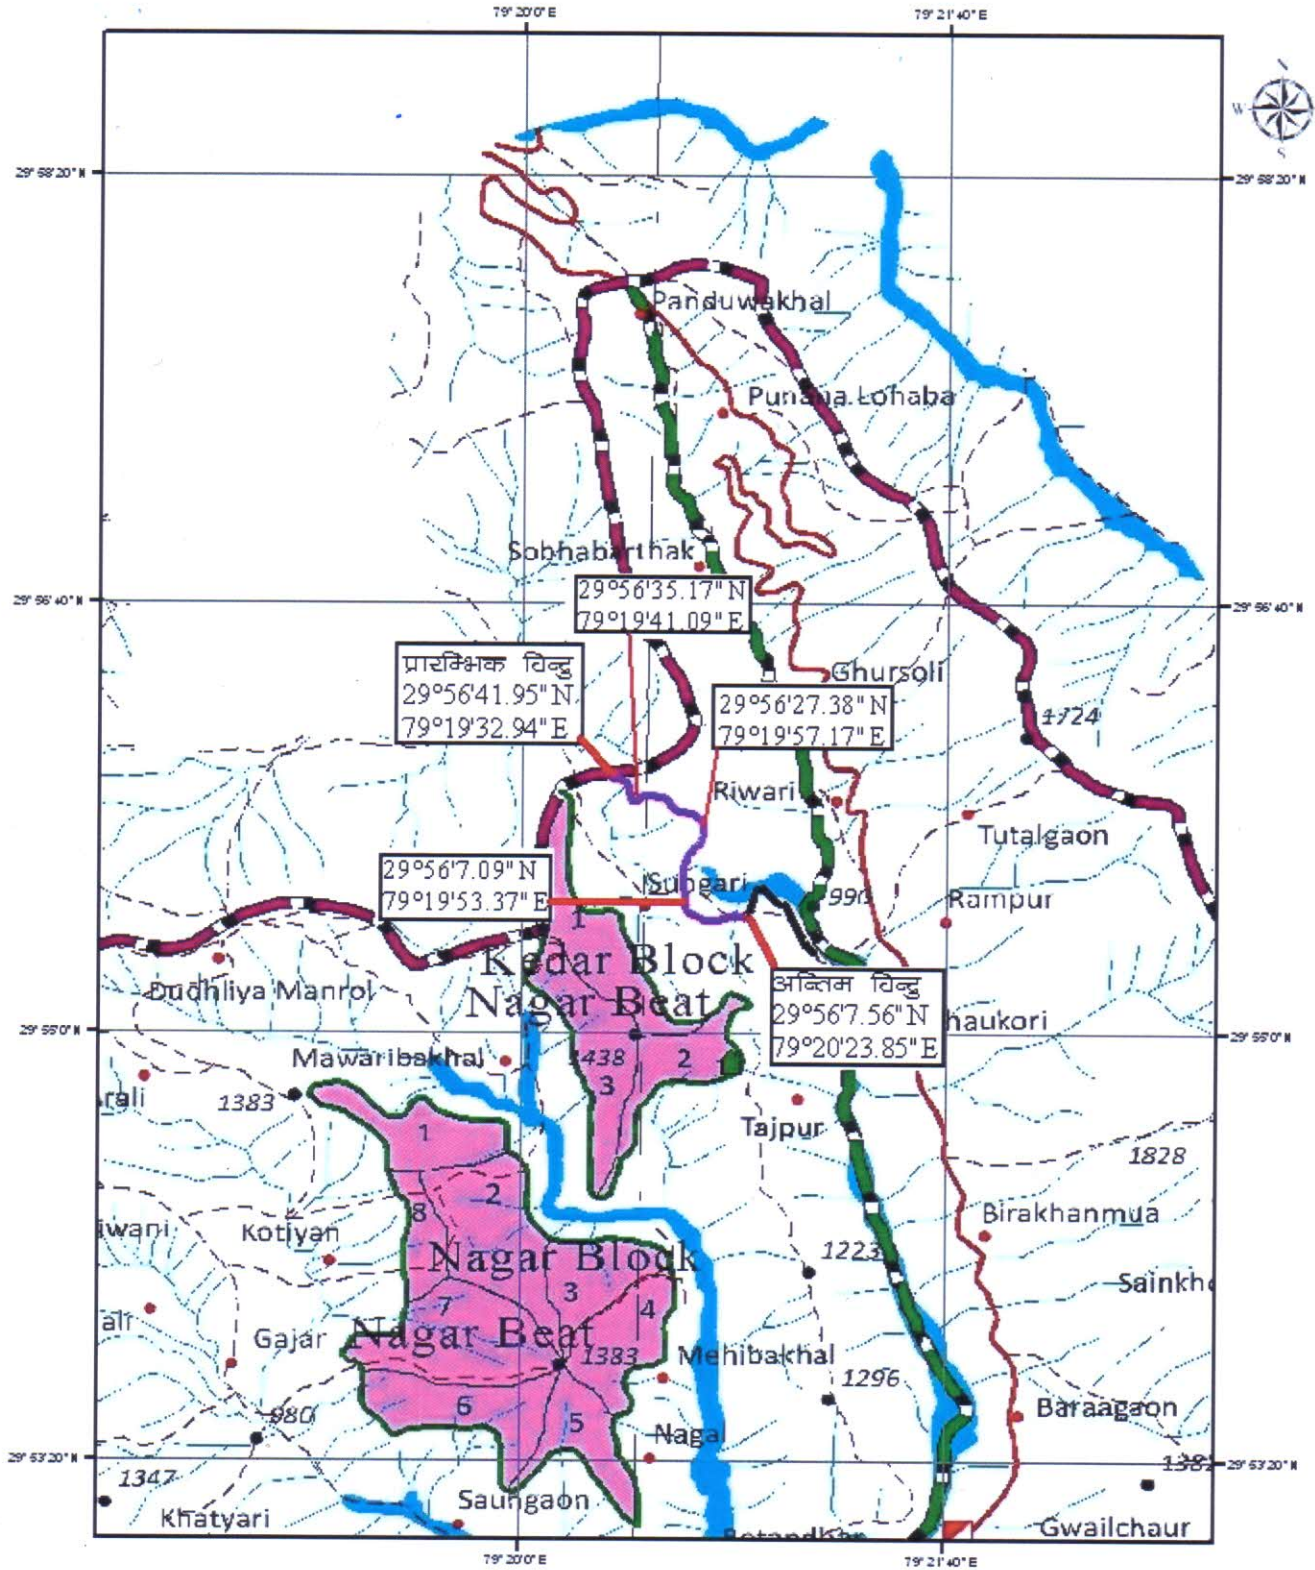 79°20'0"E
79°21'40"E
N
W
S
29°58'20"N
29°58'20"N
Panduwakhal
Punana Lohaba
Sobhabarthak
29°56'35.17"N
79°19'41.09"E
29°56'40"N
29°56'40"N
प्रारम्भिक विन्दु
29°56'41.95"N
79°19'32.94"E
Ghursoli
29°56'27.38"N
79°19'57.17"E
1724
Riwari
Tutalgaon
29°56'7.09"N
79°19'53.37"E
Sungari
990
Rampur
1
Kedar Block
Nagar Beat
Dudhliya Manrol
अन्तिम विन्दु
29°56'7.56"N
79°20'23.85"E
haukori
29°55'0"N
29°55'0"N
Mawaribakhal
438
2
3
rali
1383
Tajpur
1
1828
2
8
iwani
Kotiyan
Birakhanmua
1223
Nagar Block
Sainkh
3
7
4
ali
Gajar
Nagar Beat
1383
Mehibakhal
1296
6
5
980
Baraagaon
Nagal
29°53'20"N
29°53'20"N
1347
138
Saungaon
Khatyari
Gwailchaur
79°20'0"E
79°21'40"E